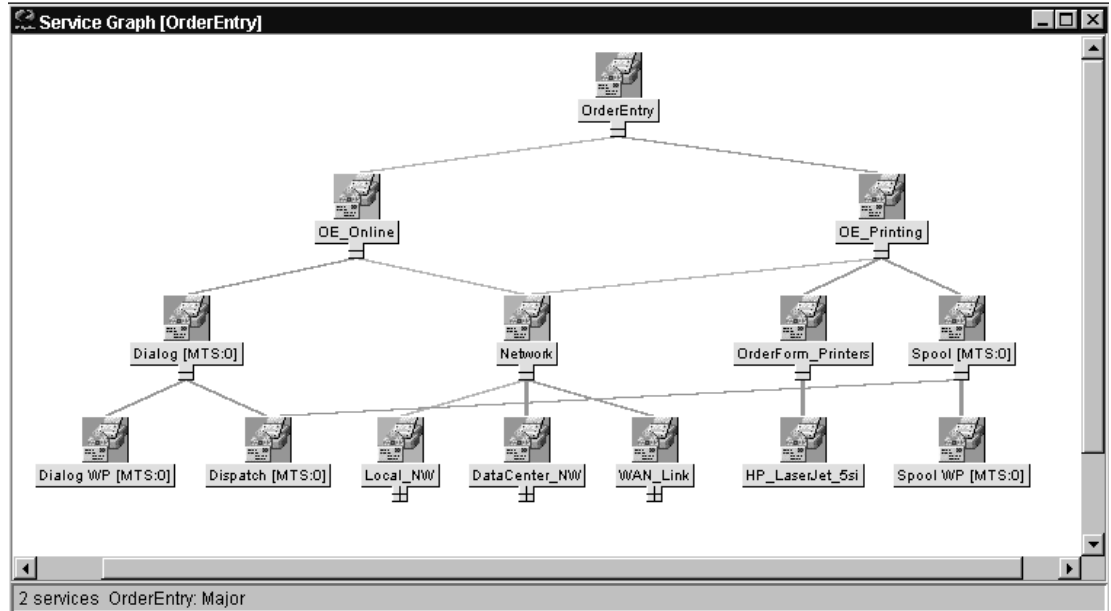 Service Graph [OrderEntry]
OrderEntry
OE_Online
OE_Printing
Dialog [MTS:0]
Network
OrderForm_Printers
Spool [MTS:0]
Dialog WP [MTS:0]
Dispatch [MTS:0]
Local_NW
DataCenter_NW
WAN_Link
HP_LaserJet_5si
Spool WP [MTS:0]
2 services OrderEntry: Major